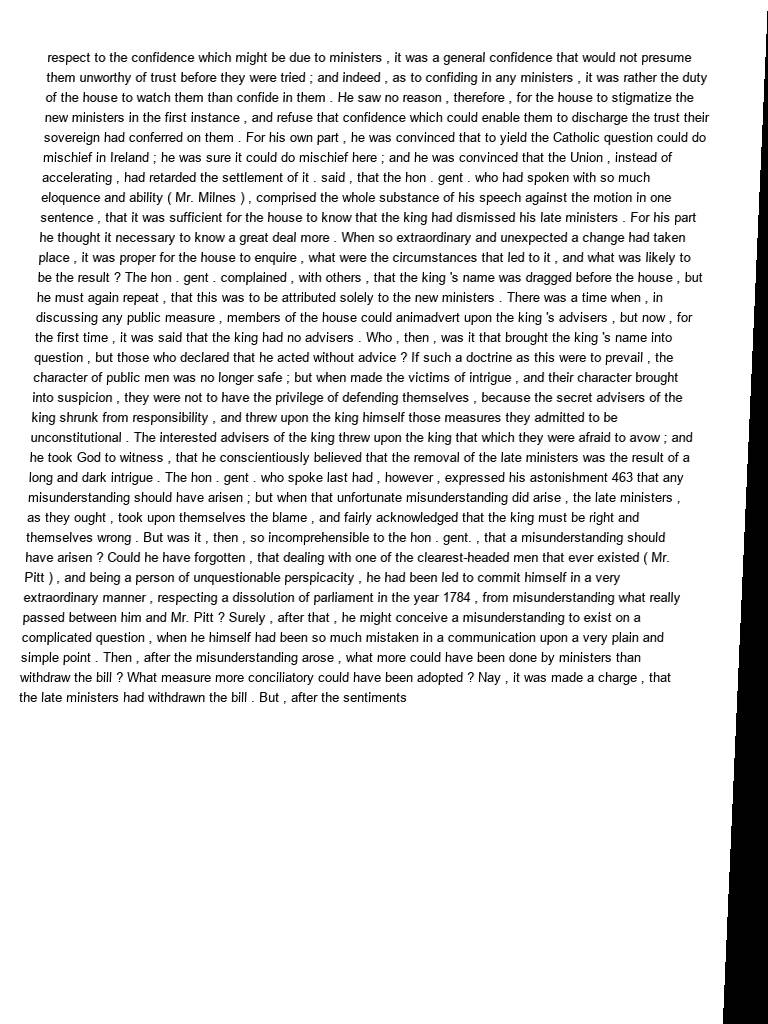 respect to the confidence which might be due to ministers , it was a general confidence that would not presume
them unworthy of trust before they were tried ; and indeed , as to confiding in any ministers , it was rather the duty
of the house to watch them than confide in them . He saw no reason , therefore , for the house to stigmatize the
new ministers in the first instance , and refuse that confidence which could enable them to discharge the trust their
sovereign had conferred on them . For his own part , he was convinced that to yield the Catholic question could do
mischief in Ireland ; he was sure it could do mischief here ; and he was convinced that the Union , instead of
accelerating , had retarded the settlement of it . said , that the hon . gent . who had spoken with so much
eloquence and ability ( Mr. Milnes ) , comprised the whole substance of his speech against the motion in one
sentence , that it was sufficient for the house to know that the king had dismissed his late ministers . For his part
he thought it necessary to know a great deal more . When so extraordinary and unexpected a change had taken
place , it was proper for the house to enquire , what were the circumstances that led to it , and what was likely to
be the result ? The hon . gent . complained , with others , that the king 's name was dragged before the house , but
he must again repeat , that this was to be attributed solely to the new ministers . There was a time when , in
discussing any public measure , members of the house could animadvert upon the king 's advisers , but now , for
the first time , it was said that the king had no advisers . Who , then , was it that brought the king 's name into
question , but those who declared that he acted without advice ? If such a doctrine as this were to prevail , the
character of public men was no longer safe ; but when made the victims of intrigue , and their character brought
into suspicion , they were not to have the privilege of defending themselves , because the secret advisers of the
king shrunk from responsibility , and threw upon the king himself those measures they admitted to be
unconstitutional . The interested advisers of the king threw upon the king that which they were afraid to avow ; and
he took God to witness , that he conscientiously believed that the removal of the late ministers was the result of a
long and dark intrigue . The hon . gent . who spoke last had , however , expressed his astonishment 463 that any
misunderstanding should have arisen ; but when that unfortunate misunderstanding did arise , the late ministers ,
as they ought , took upon themselves the blame , and fairly acknowledged that the king must be right and
themselves wrong . But was it , then , so incomprehensible to the hon . gent. , that a misunderstanding should
have arisen ? Could he have forgotten , that dealing with one of the clearest-headed men that ever existed ( Mr.
Pitt ) , and being a person of unquestionable perspicacity , he had been led to commit himself in a very
extraordinary manner , respecting a dissolution of parliament in the year 1784 , from misunderstanding what really
passed between him and Mr. Pitt ? Surely , after that , he might conceive a misunderstanding to exist on a
complicated question , when he himself had been so much mistaken in a communication upon a very plain and
simple point . Then , after the misunderstanding arose , what more could have been done by ministers than
withdraw the bill ? What measure more conciliatory could have been adopted ? Nay , it was made a charge , that
the late ministers had withdrawn the bill . But , after the sentiments